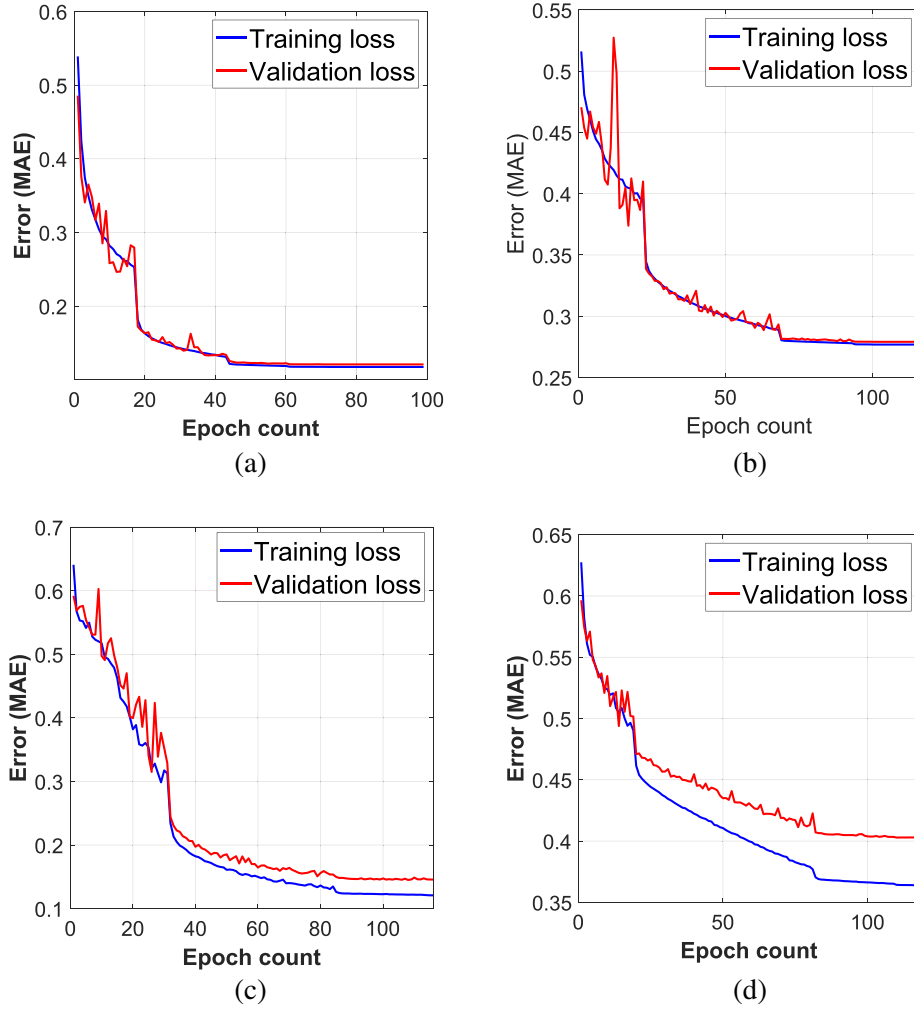 0.6
0.5
0.4
0.3
0.2
Error (MAE)
Training loss
Validation loss
0 20 40 60 80 100
Epoch count
(a)
0.55
0.5
0.45
0.4
0.35
0.3
0.25
Error (MAE)
Training loss
Validation loss
0 50 100
Epoch count
(b)
0.7
0.6
0.5
0.4
0.3
0.2
0.1
Error (MAE)
Training loss
Validation loss
0 20 40 60 80 100
Epoch count
(c)
0.65
0.6
0.55
0.5
0.45
0.4
0.35
Error (MAE)
Training loss
Validation loss
0 50 100
Epoch count
(d)